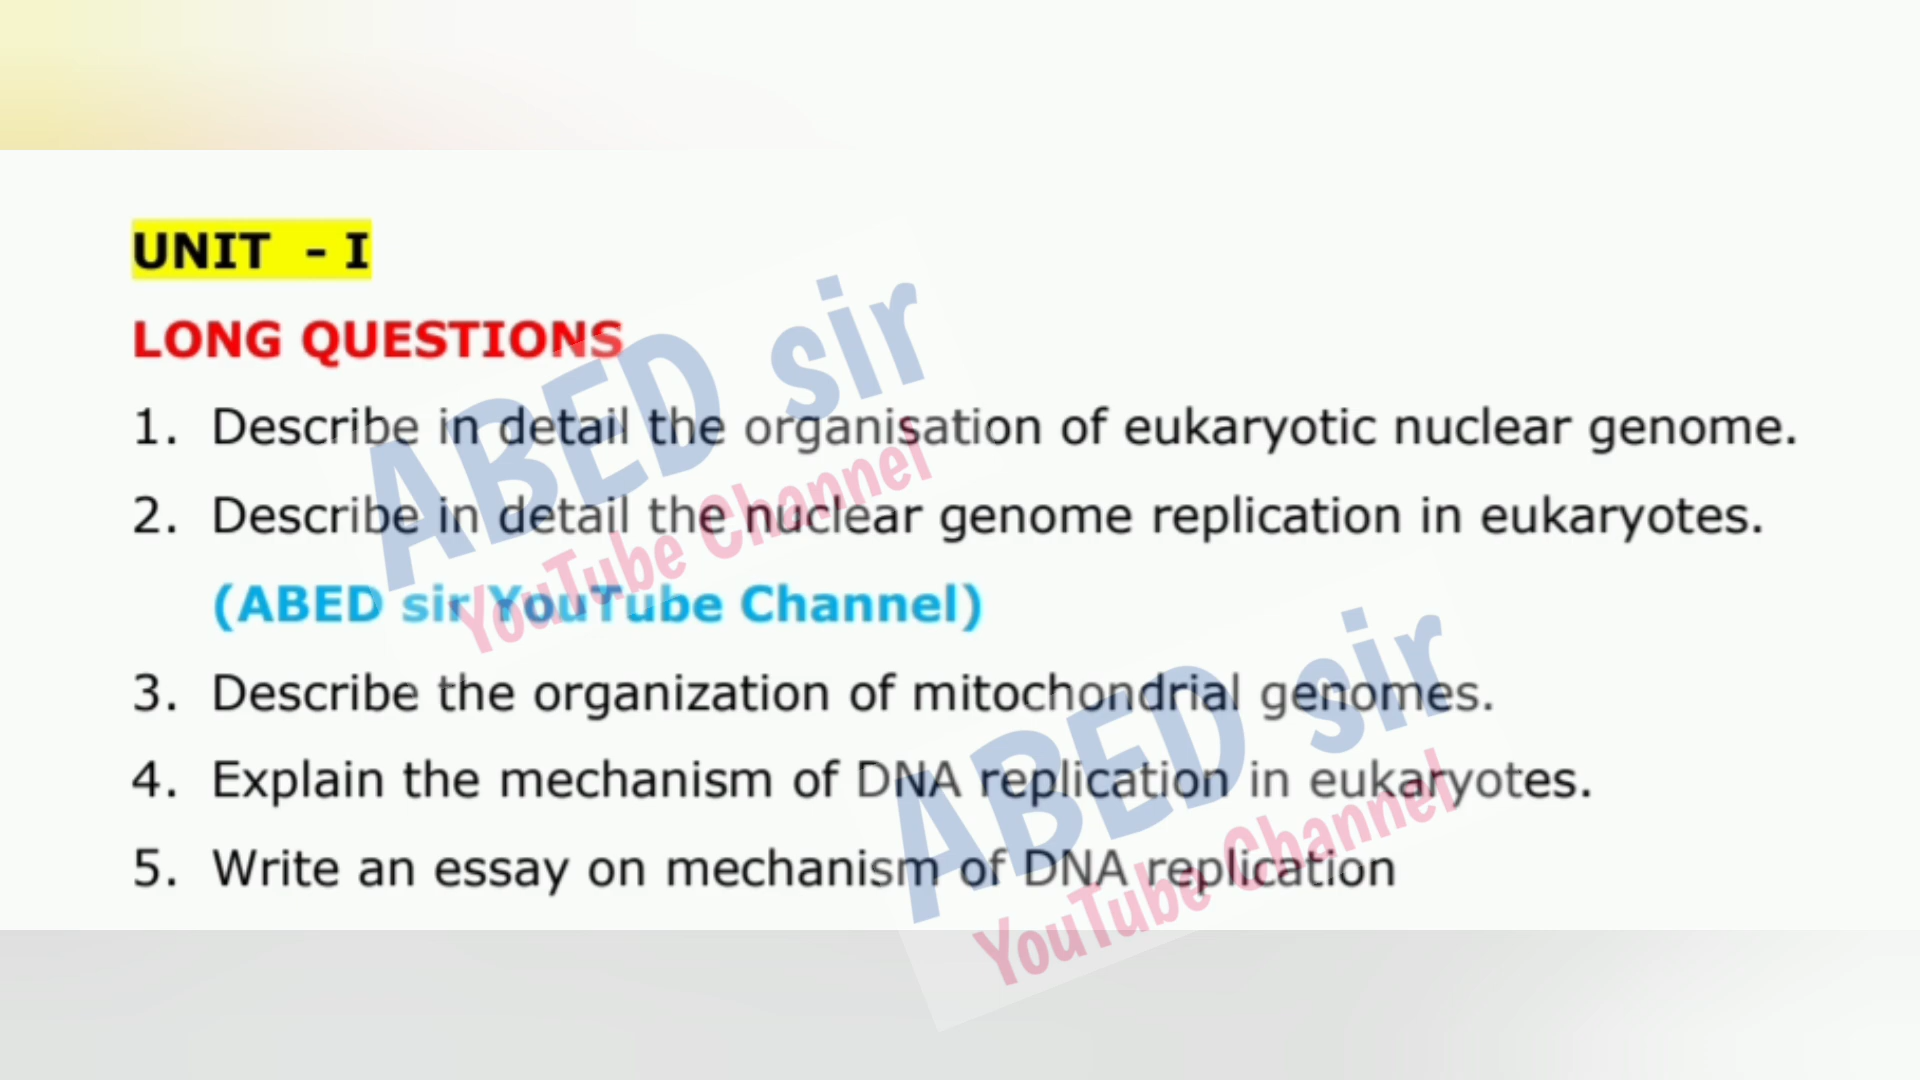 UNIT - I
LONG QUESTIONS
1. Describe in detail the organisation of eukaryotic nuclear genome.
2. Describe in detail the nuclear genome replication in eukaryotes.
(ABED sir YouTube Channel)
3. Describe the organization of mitochondrial genomes.
4. Explain the mechanism of DNA replication in eukaryotes.
5. Write an essay on mechanism of DNA replication
ABED sir
YouTube Channel
ABED sir
YouTube Channel